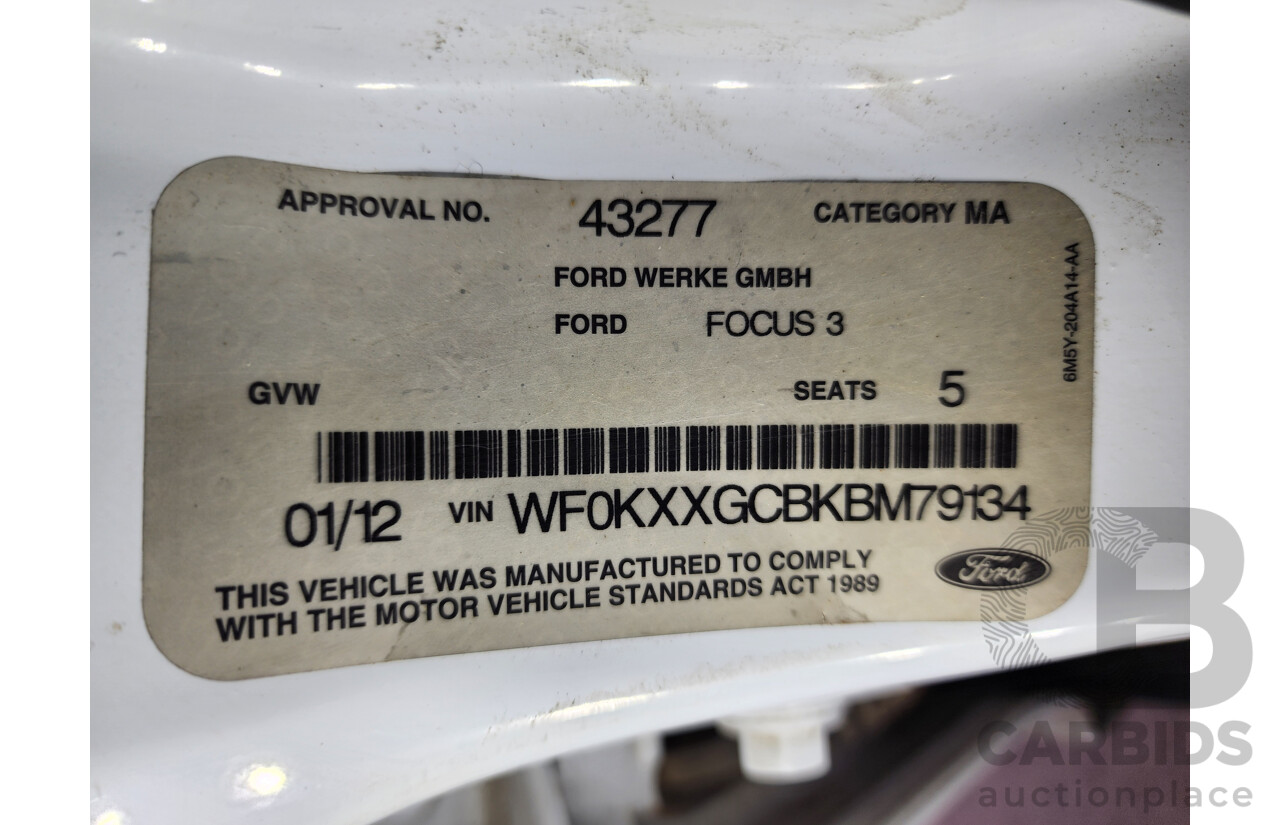 APPROVAL NO. 43277 CATEGORY MA
FORD WERKE GMBH
FORD FOCUS 3
6M5Y-204A14-AA
GVW SEATS 5
01/12 VIN WF0KXXGCBKBM79134
THIS VEHICLE WAS MANUFACTURED TO COMPLY
WITH THE MOTOR VEHICLE STANDARDS ACT 1989
Ford
CB
CARBIDS
auctionplace